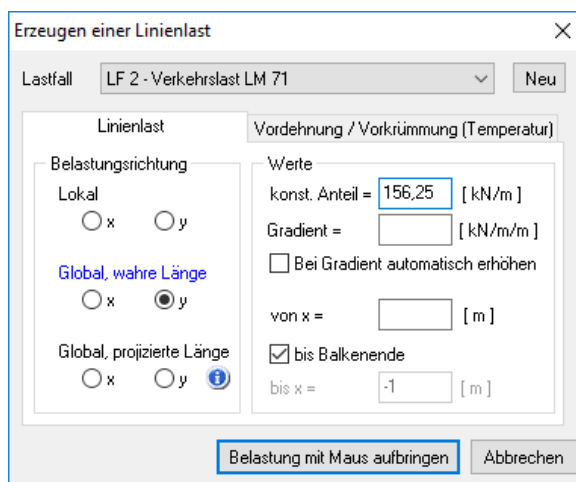 Erzeugen einer Linienlast
Lastfall LF 2 - Verkehrslast LM 71 Neu
Linienlast Vordehnung / Vorkrümmung (Temperatur)
Belastungsrichtung
Lokal
x y
Global, wahre Länge
x y
Global, projizierte Länge
x y
Werte
konst. Anteil = 156,25 [ kN/m ]
Gradient = [ kN/m/m ]
Bei Gradient automatisch erhöhen
von x = [ m ]
bis Balkenende
bis x = -1 [ m ]
Belastung mit Maus aufbringen Abbrechen